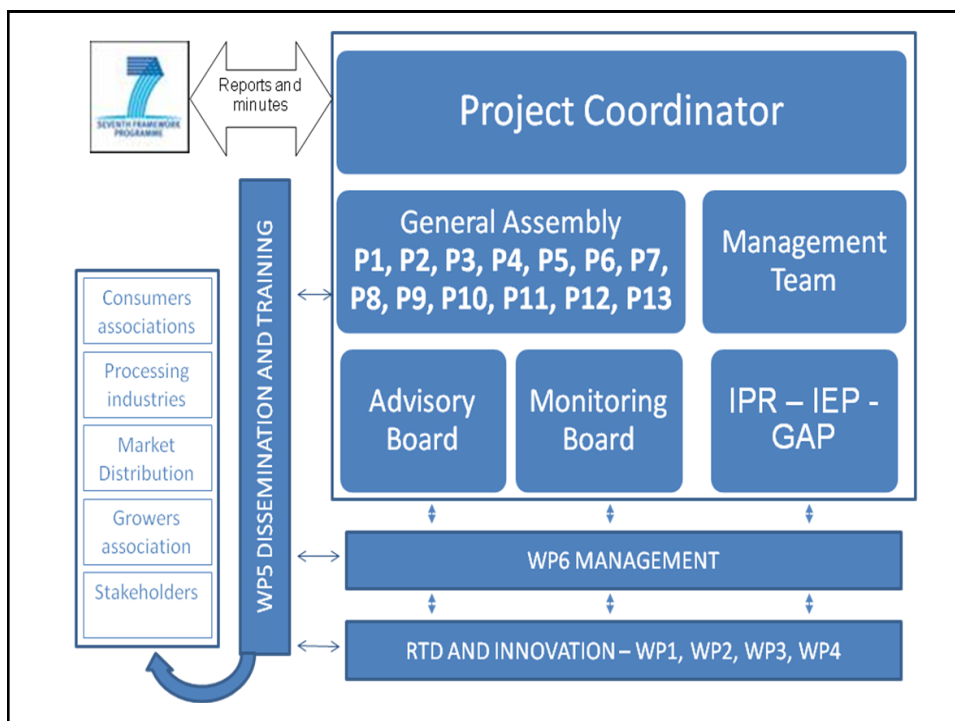 SEVENTH FRAMEWORK
PROGRAMME
Reports and
minutes
Project Coordinator
General Assembly
P1, P2, P3, P4, P5, P6, P7,
P8, P9, P10, P11, P12, P13
Management
Team
Advisory
Board
Monitoring
Board
IPR – IEP -
GAP
WP5 DISSEMINATION AND TRAINING
Consumers
associations
Processing
industries
Market
Distribution
Growers
association
Stakeholders
WP6 MANAGEMENT
RTD AND INNOVATION – WP1, WP2, WP3, WP4